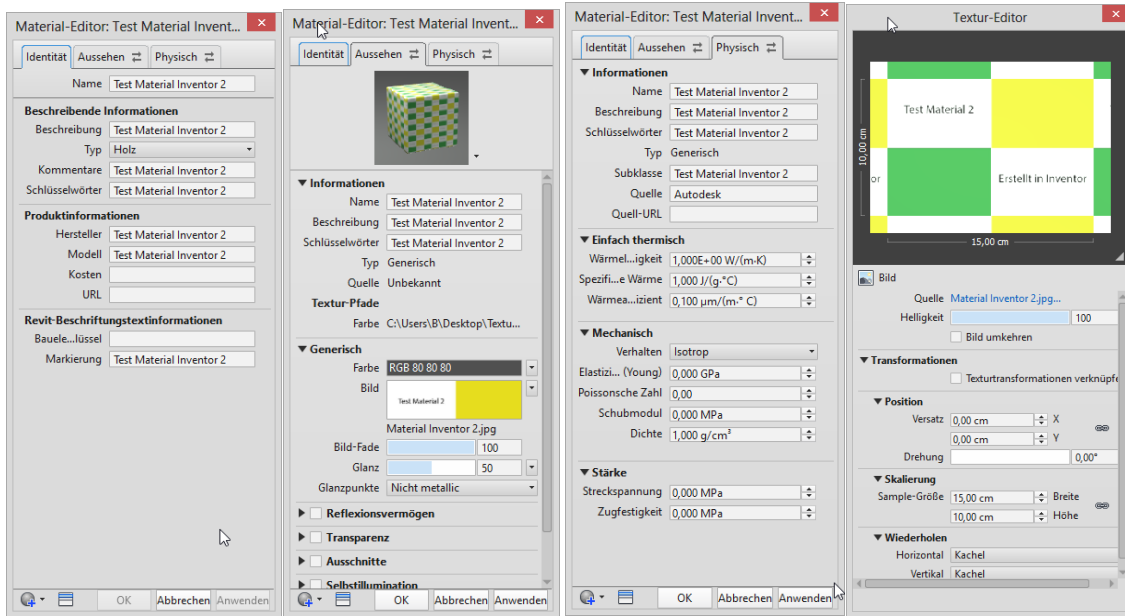 Material-Editor: Test Material Invent...
Identität Aussehen Physisch
Name Test Material Inventor 2
Beschreibende Informationen
Beschreibung Test Material Inventor 2
Typ Holz
Kommentare Test Material Inventor 2
Schlüsselwörter Test Material Inventor 2
Produktinformationen
Hersteller Test Material Inventor 2
Modell Test Material Inventor 2
Kosten
URL
Revit-Beschriftungstextinformationen
Bauele...lüssel
Markierung Test Material Inventor 2
OK Abbrechen Anwenden
Material-Editor: Test Material Invent...
Identität Aussehen Physisch
Informationen
Name Test Material Inventor 2
Beschreibung Test Material Inventor 2
Schlüsselwörter Test Material Inventor 2
Typ Generisch
Quelle Unbekannt
Textur-Pfade
Farbe C:\Users\B\Desktop\Textu...
Generisch
Farbe RGB 80 80 80
Bild
Test Material 2
Material Inventor 2.jpg
Bild-Fade 100
Glanz 50
Glanzpunkte Nicht metallic
Reflexionsvermögen
Transparenz
Ausschnitte
Selbstillumination
OK Abbrechen Anwenden
Material-Editor: Test Material Invent...
Identität Aussehen Physisch
Informationen
Name Test Material Inventor 2
Beschreibung Test Material Inventor 2
Schlüsselwörter Test Material Inventor 2
Typ Generisch
Subklasse Test Material Inventor 2
Quelle Autodesk
Quell-URL
Einfach thermisch
Wärmel...igkeit 1,000E+00 W/(m·K)
Spezifi...e Wärme 1,000 J/(g·°C)
Wärmea...izient 0,100 µm/(m·° C)
Mechanisch
Verhalten Isotrop
Elastizi... (Young) 0,000 GPa
Poissonsche Zahl 0,00
Schubmodul 0,000 MPa
Dichte 1,000 g/cm³
Stärke
Streckspannung 0,000 MPa
Zugfestigkeit 0,000 MPa
OK Abbrechen Anwenden
Textur-Editor
Test Material 2
10,00 cm
or
Erstellt in Inventor
15,00 cm
Bild
Quelle Material Inventor 2.jpg...
Helligkeit 100
Bild umkehren
Transformationen
Texturtransformationen verknüpfe
Position
Versatz 0,00 cm X
0,00 cm Y
Drehung 0,00°
Skalierung
Sample-Größe 15,00 cm Breite
10,00 cm Höhe
Wiederholen
Horizontal Kachel
Vertikal Kachel